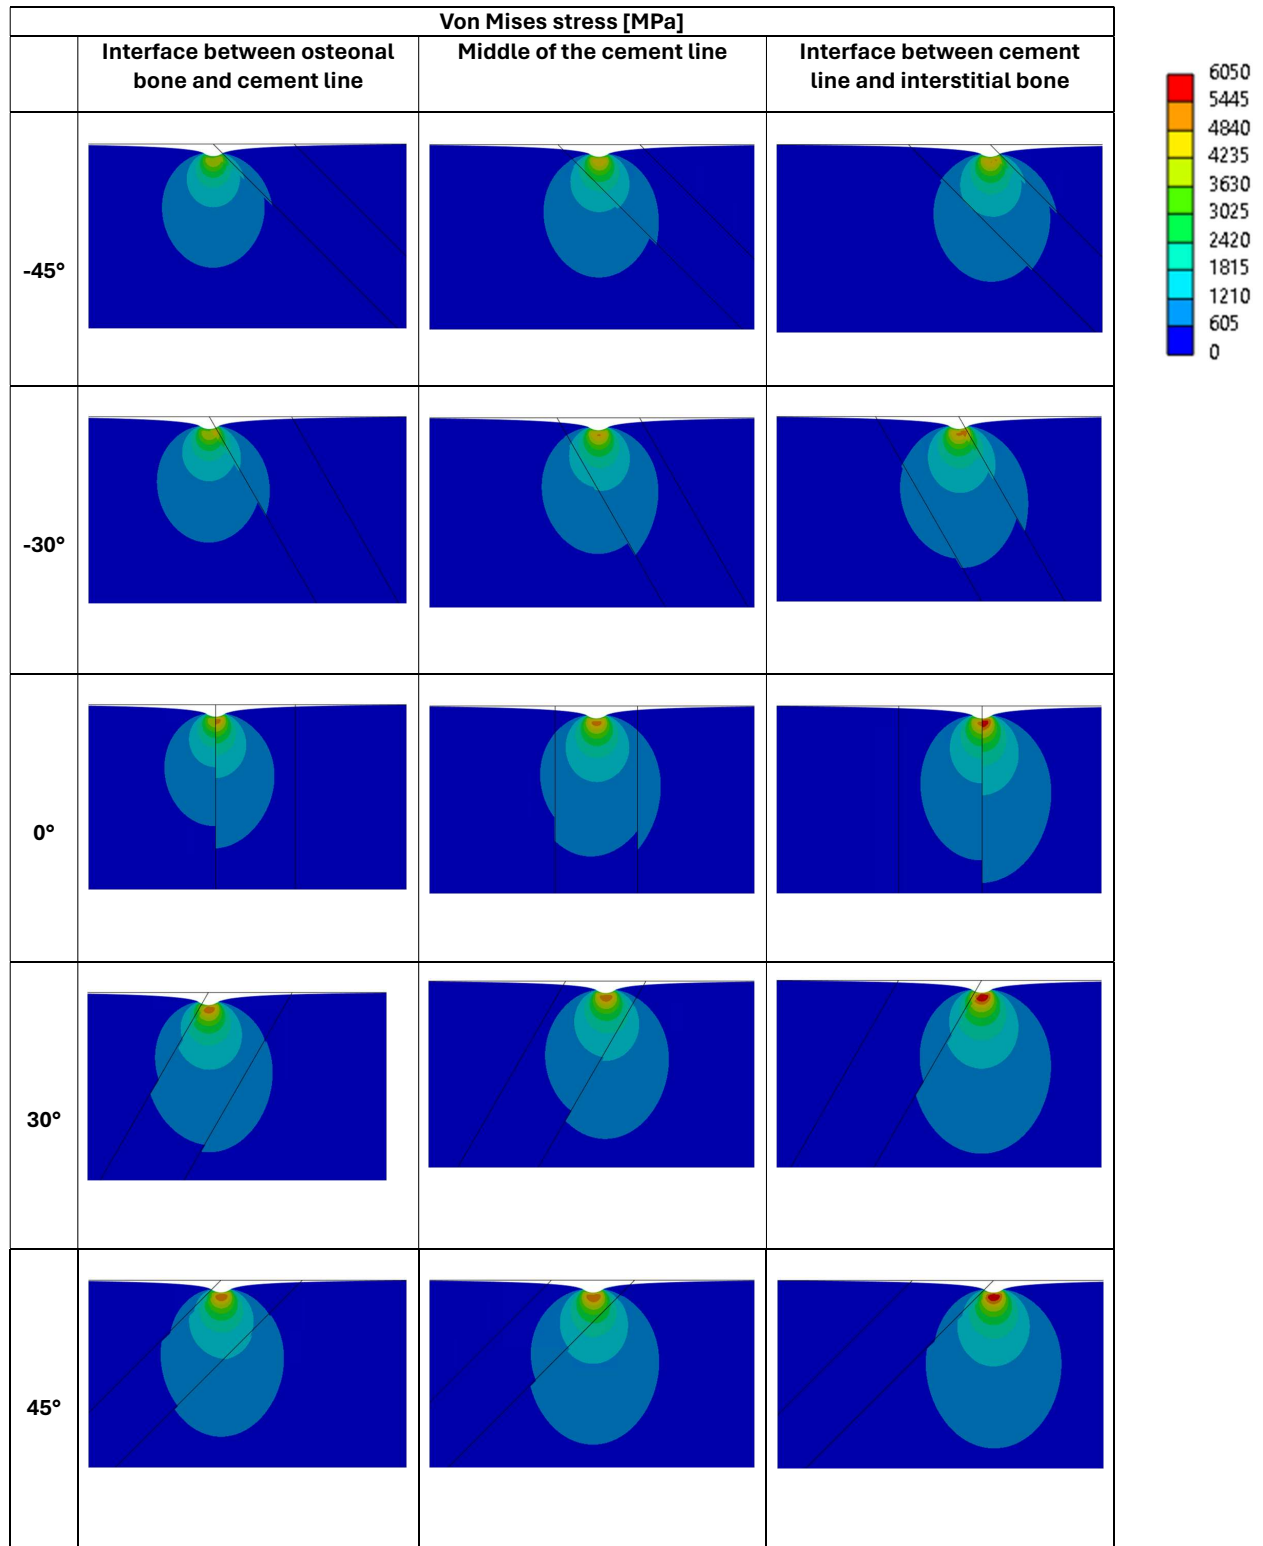 Von Mises stress [MPa]
Interface between osteonal
bone and cement line
Middle of the cement line
Interface between cement
line and interstitial bone
6050
5445
4840
4235
3630
3025
2420
1815
1210
605
0
-45°
-30°
0°
30°
45°